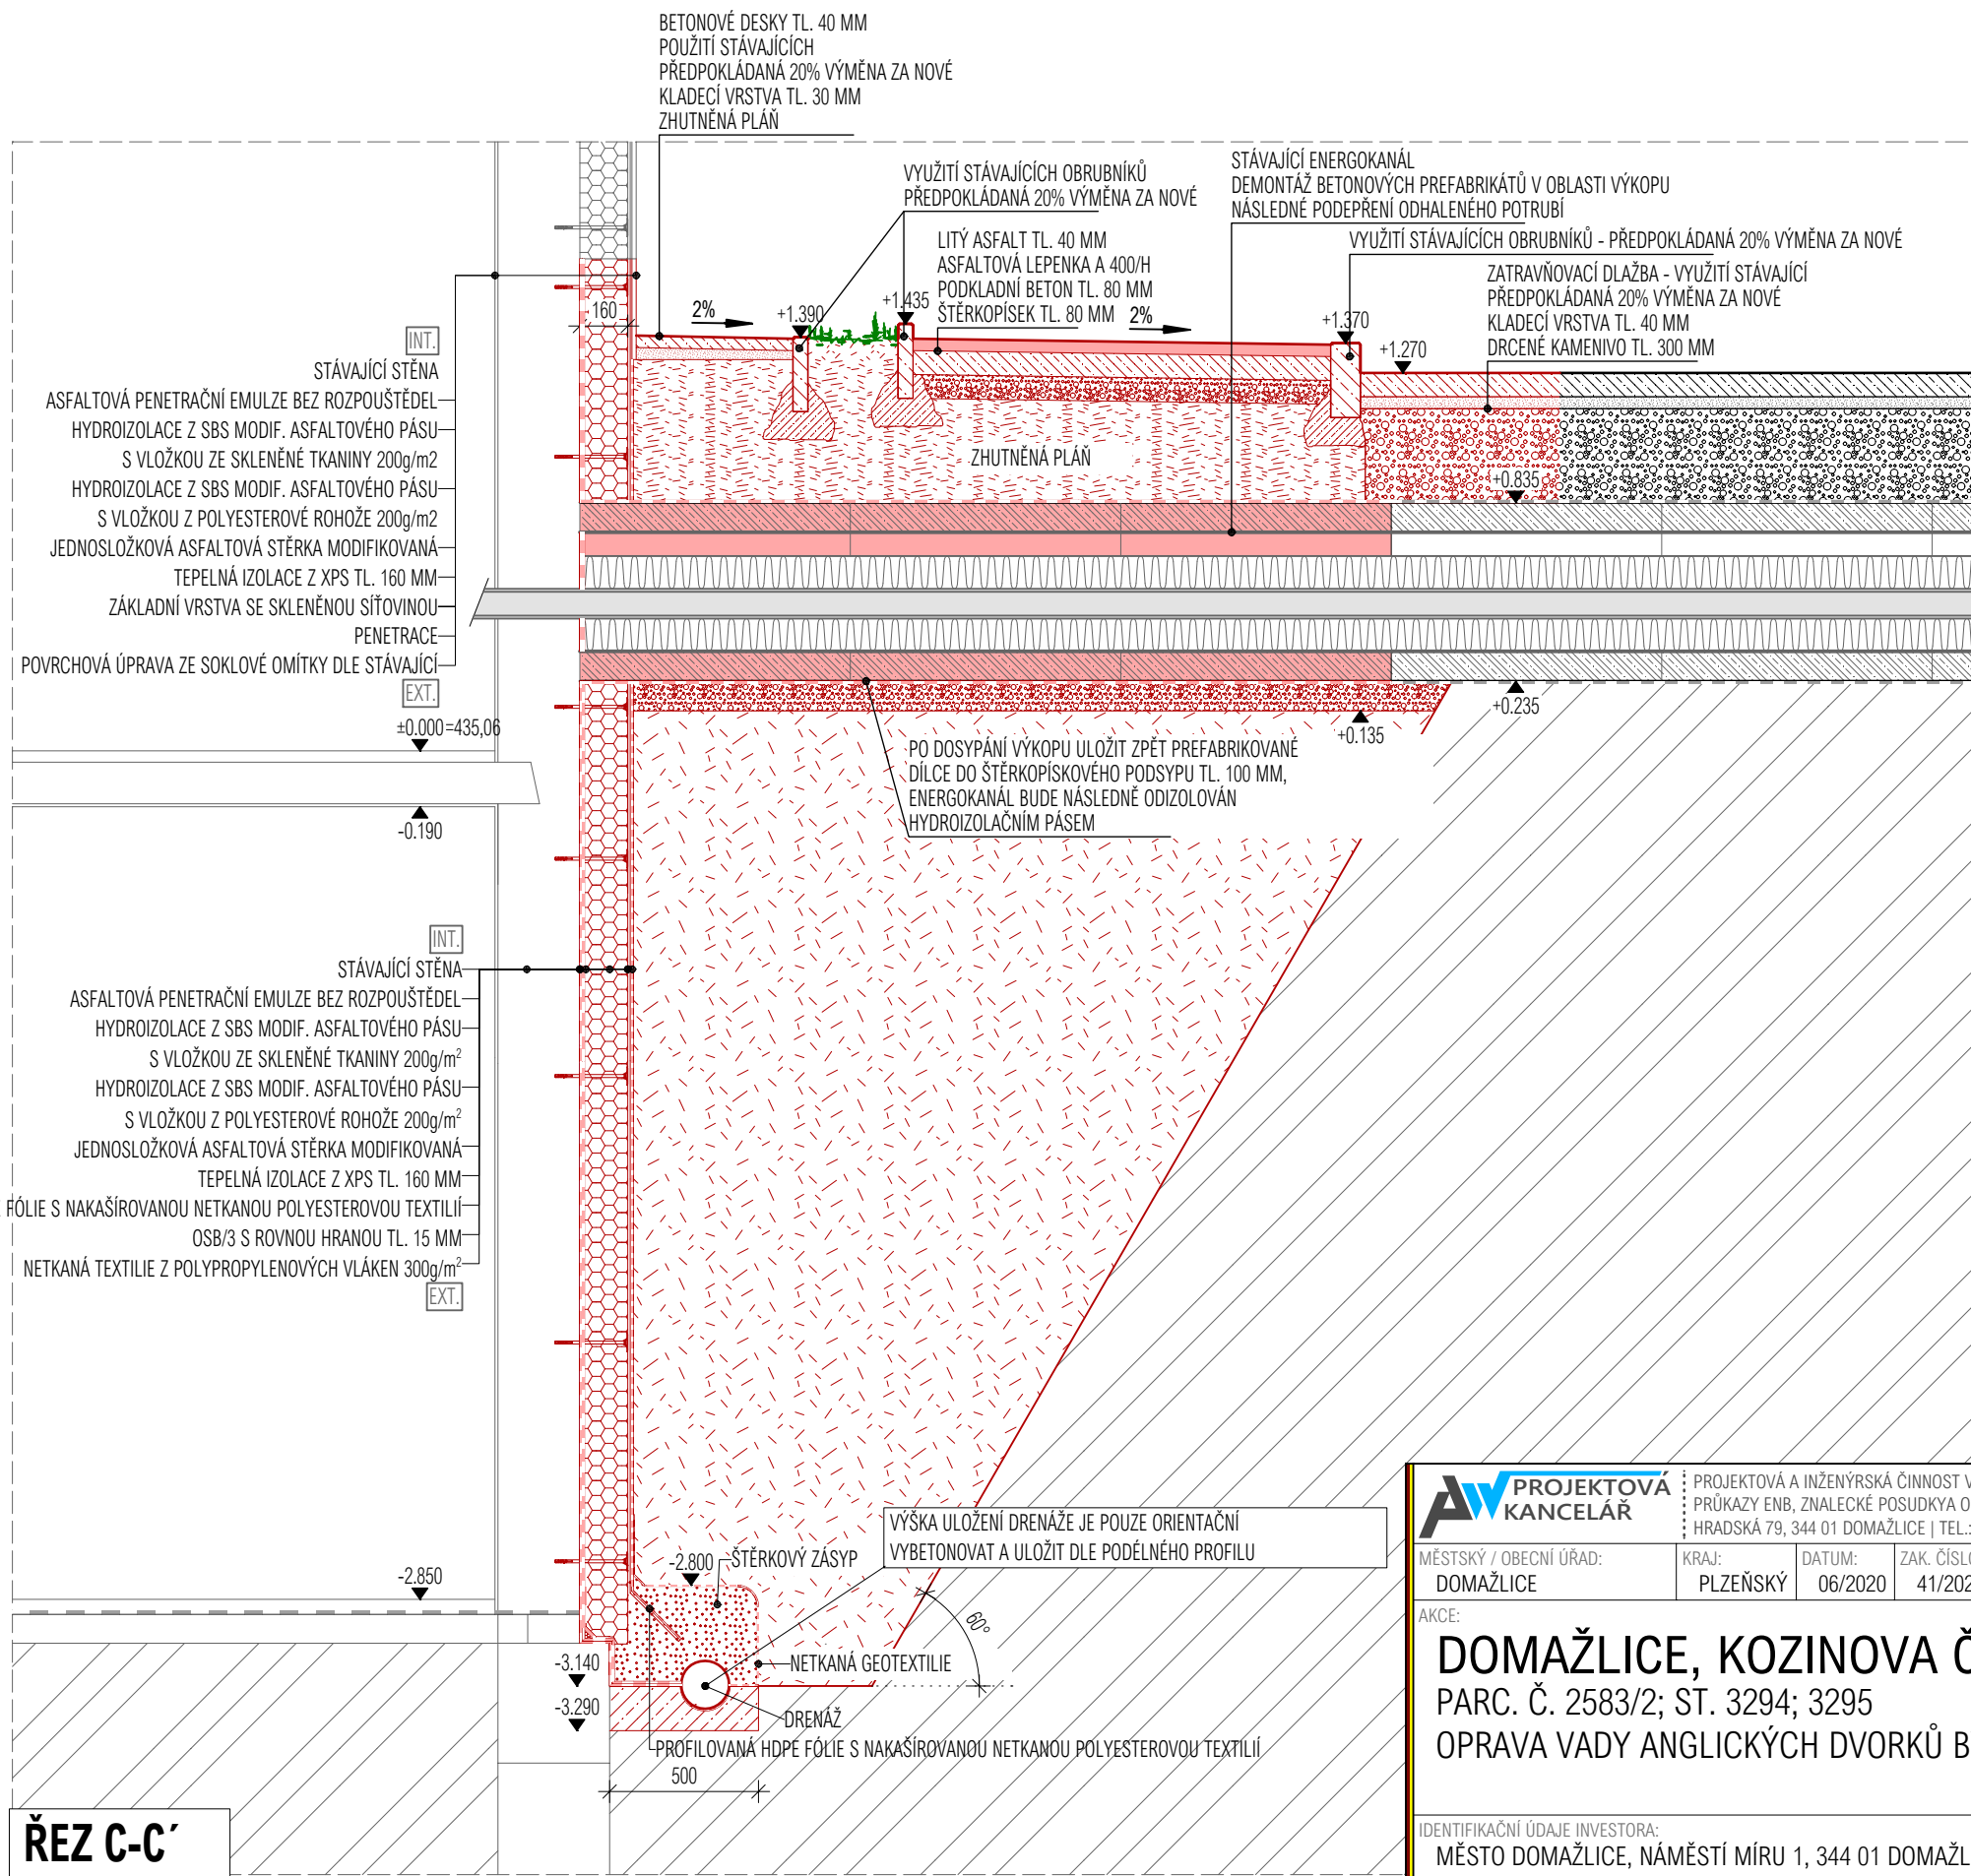 BETONOVÉ DESKY TL. 40 MM
POUŽITÍ STÁVAJÍCÍCH
PŘEDPOKLÁDANÁ 20% VÝMĚNA ZA NOVÉ
KLADECÍ VRSTVA TL. 30 MM
ZHUTNĚNÁ PLÁŇ
VYUŽITÍ STÁVAJÍCÍCH OBRUBNÍKŮ
PŘEDPOKLÁDANÁ 20% VÝMĚNA ZA NOVÉ
STÁVAJÍCÍ ENERGOKANÁL
DEMONTÁŽ BETONOVÝCH PREFABRIKÁTŮ V OBLASTI VÝKOPU
NÁSLEDNÉ PODEPŘENÍ ODHALENÉHO POTRUBÍ
LITÝ ASFALT TL. 40 MM
ASFALTOVÁ LEPENKA A 400/H
PODKLADNÍ BETON TL. 80 MM
ŠTĚRKOPÍSEK TL. 80 MM
VYUŽITÍ STÁVAJÍCÍCH OBRUBNÍKŮ - PŘEDPOKLÁDANÁ 20% VÝMĚNA ZA NOVÉ
ZATRAVŇOVACÍ DLAŽBA - VYUŽITÍ STÁVAJÍCÍ
PŘEDPOKLÁDANÁ 20% VÝMĚNA ZA NOVÉ
KLADECÍ VRSTVA TL. 40 MM
DRCENÉ KAMENIVO TL. 300 MM
160
2%
+1.390
+1.435
2%
+1.370
+1.270
ZHUTNĚNÁ PLÁŇ
+0.835
INT.
STÁVAJÍCÍ STĚNA
ASFALTOVÁ PENETRAČNÍ EMULZE BEZ ROZPOUŠTĚDEL
HYDROIZOLACE Z SBS MODIF. ASFALTOVÉHO PÁSU
S VLOŽKOU ZE SKLENĚNÉ TKANINY 200g/m2
HYDROIZOLACE Z SBS MODIF. ASFALTOVÉHO PÁSU
S VLOŽKOU Z POLYESTEROVÉ ROHOŽE 200g/m2
JEDNOSLOŽKOVÁ ASFALTOVÁ STĚRKA MODIFIKOVANÁ
TEPELNÁ IZOLACE Z XPS TL. 160 MM
ZÁKLADNÍ VRSTVA SE SKLENĚNOU SÍŤOVINOU
PENETRACE
POVRCHOVÁ ÚPRAVA ZE SOKLOVÉ OMÍTKY DLE STÁVAJÍCÍ
EXT.
±0.000=435,06
-0.190
+0.235
+0.135
PO DOSYPÁNÍ VÝKOPU ULOŽIT ZPĚT PREFABRIKOVANÉ
DÍLCE DO ŠTĚRKOPÍSKOVÉHO PODSYPU TL. 100 MM,
ENERGOKANÁL BUDE NÁSLEDNĚ ODIZOLOVÁN
HYDROIZOLAČNÍM PÁSEM
INT.
STÁVAJÍCÍ STĚNA
ASFALTOVÁ PENETRAČNÍ EMULZE BEZ ROZPOUŠTĚDEL
HYDROIZOLACE Z SBS MODIF. ASFALTOVÉHO PÁSU
S VLOŽKOU ZE SKLENĚNÉ TKANINY 200g/m²
HYDROIZOLACE Z SBS MODIF. ASFALTOVÉHO PÁSU
S VLOŽKOU Z POLYESTEROVÉ ROHOŽE 200g/m²
JEDNOSLOŽKOVÁ ASFALTOVÁ STĚRKA MODIFIKOVANÁ
TEPELNÁ IZOLACE Z XPS TL. 160 MM
FÓLIE S NAKAŠÍROVANOU NETKANOU POLYESTEROVOU TEXTILIÍ
OSB/3 S ROVNOU HRANOU TL. 15 MM
NETKANÁ TEXTILIE Z POLYPROPYLENOVÝCH VLÁKEN 300g/m²
EXT.
-2.850
VÝŠKA ULOŽENÍ DRENÁŽE JE POUZE ORIENTAČNÍ
VYBETONOVAT A ULOŽIT DLE PODÉLNÉHO PROFILU
-2.800
ŠTĚRKOVÝ ZÁSYP
60°
NETKANÁ GEOTEXTILIE
-3.140
-3.290
DRENÁŽ
PROFILOVANÁ HDPE FÓLIE S NAKAŠÍROVANOU NETKANOU POLYESTEROVOU TEXTILIÍ
500
ŘEZ C-C´
AW PROJEKTOVÁ
KANCELÁŘ
PROJEKTOVÁ A INŽENÝRSKÁ ČINNOST V
PRŮKAZY ENB, ZNALECKÉ POSUDKYA O
HRADSKÁ 79, 344 01 DOMAŽLICE | TEL.:
MĚSTSKÝ / OBECNÍ ÚŘAD:
DOMAŽLICE
KRAJ:
PLZEŇSKÝ
DATUM:
06/2020
ZAK. ČÍSLO
41/202
AKCE:
DOMAŽLICE, KOZINOVA Č
PARC. Č. 2583/2; ST. 3294; 3295
OPRAVA VADY ANGLICKÝCH DVORKŮ B
IDENTIFIKAČNÍ ÚDAJE INVESTORA:
MĚSTO DOMAŽLICE, NÁMĚSTÍ MÍRU 1, 344 01 DOMAŽL